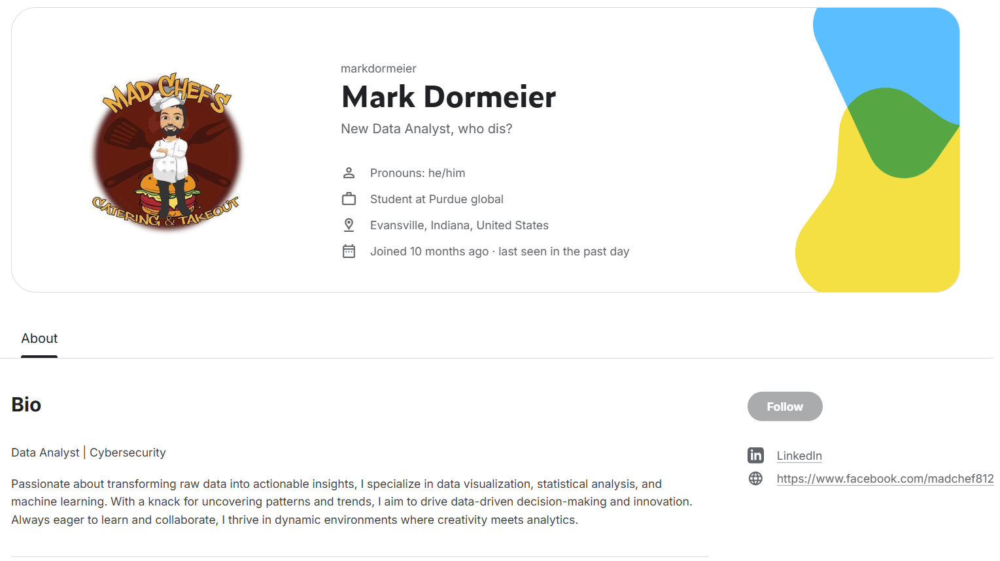 MAD CHEF'S
CATERING & TAKEOUT
markdormeier
Mark Dormeier
New Data Analyst, who dis?
Pronouns: he/him
Student at Purdue global
Evansville, Indiana, United States
Joined 10 months ago · last seen in the past day
About
Bio
Data Analyst | Cybersecurity
Passionate about transforming raw data into actionable insights, I specialize in data visualization, statistical analysis, and
machine learning. With a knack for uncovering patterns and trends, I aim to drive data-driven decision-making and innovation.
Always eager to learn and collaborate, I thrive in dynamic environments where creativity meets analytics.
Follow
in LinkedIn
https://www.facebook.com/madchef812